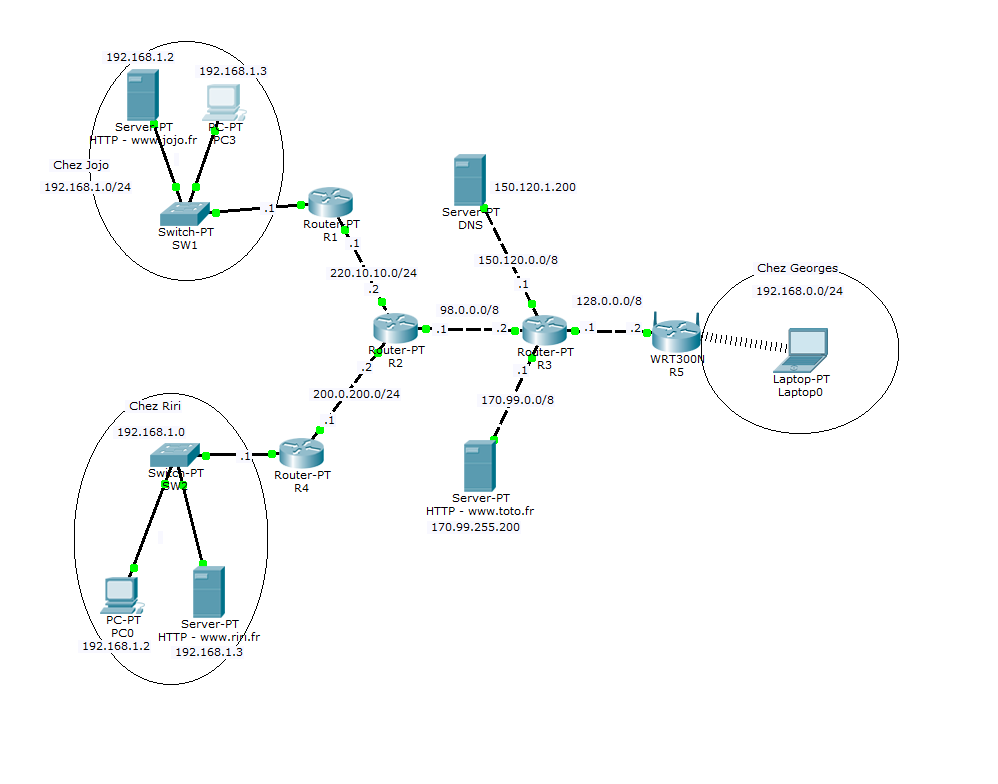 192.168.1.2
192.168.1.3
Server-PT
HTTP - www.jojo.fr
PC-PT
PC3
Chez Jojo
192.168.1.0/24
.1
Switch-PT
SW1
Router-PT
R1
.1
220.10.10.0/24
.2
Server-PT
DNS
150.120.1.200
150.120.0.0/8
.1
98.0.0.0/8
.1
.2
Router-PT
R2
.2
Router-PT
R3
.1
128.0.0.0/8
.1
.2
WRT300N
R5
Chez Georges
192.168.0.0/24
Laptop-PT
Laptop0
200.0.200.0/24
.1
170.99.0.0/8
Chez Riri
192.168.1.0
.1
Switch-PT
SW2
Router-PT
R4
Server-PT
HTTP - www.toto.fr
170.99.255.200
PC-PT
PC0
192.168.1.2
Server-PT
HTTP - www.riri.fr
192.168.1.3